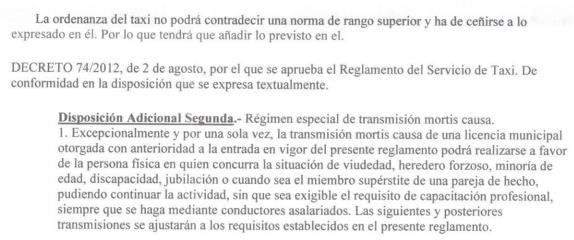 La ordenanza del taxi no podrá contradecir una norma de rango superior y ha de ceñirse a lo
expresado en él. Por lo que tendrá que añadir lo previsto en el.
DECRETO 74/2012, de 2 de agosto, por el que se aprueba el Reglamento del Servicio de Taxi. De
conformidad en la disposición que se expresa textualmente.
Disposición Adicional Segunda.- Régimen especial de transmisión mortis causa.
1. Excepcionalmente y por una sola vez, la transmisión mortis causa de una licencia municipal
otorgada con anterioridad a la entrada en vigor del presente reglamento podrá realizarse a favor
de la persona física en quien concurra la situación de viudedad, heredero forzoso, minoría de
edad, discapacidad, jubilación o cuando sea el miembro supérstite de una pareja de hecho,
pudiendo continuar la actividad, sin que sea exigible el requisito de capacitación profesional,
siempre que se haga mediante conductores asalariados. Las siguientes y posteriores
transmisiones se ajustarán a los requisitos establecidos en el presente reglamento.